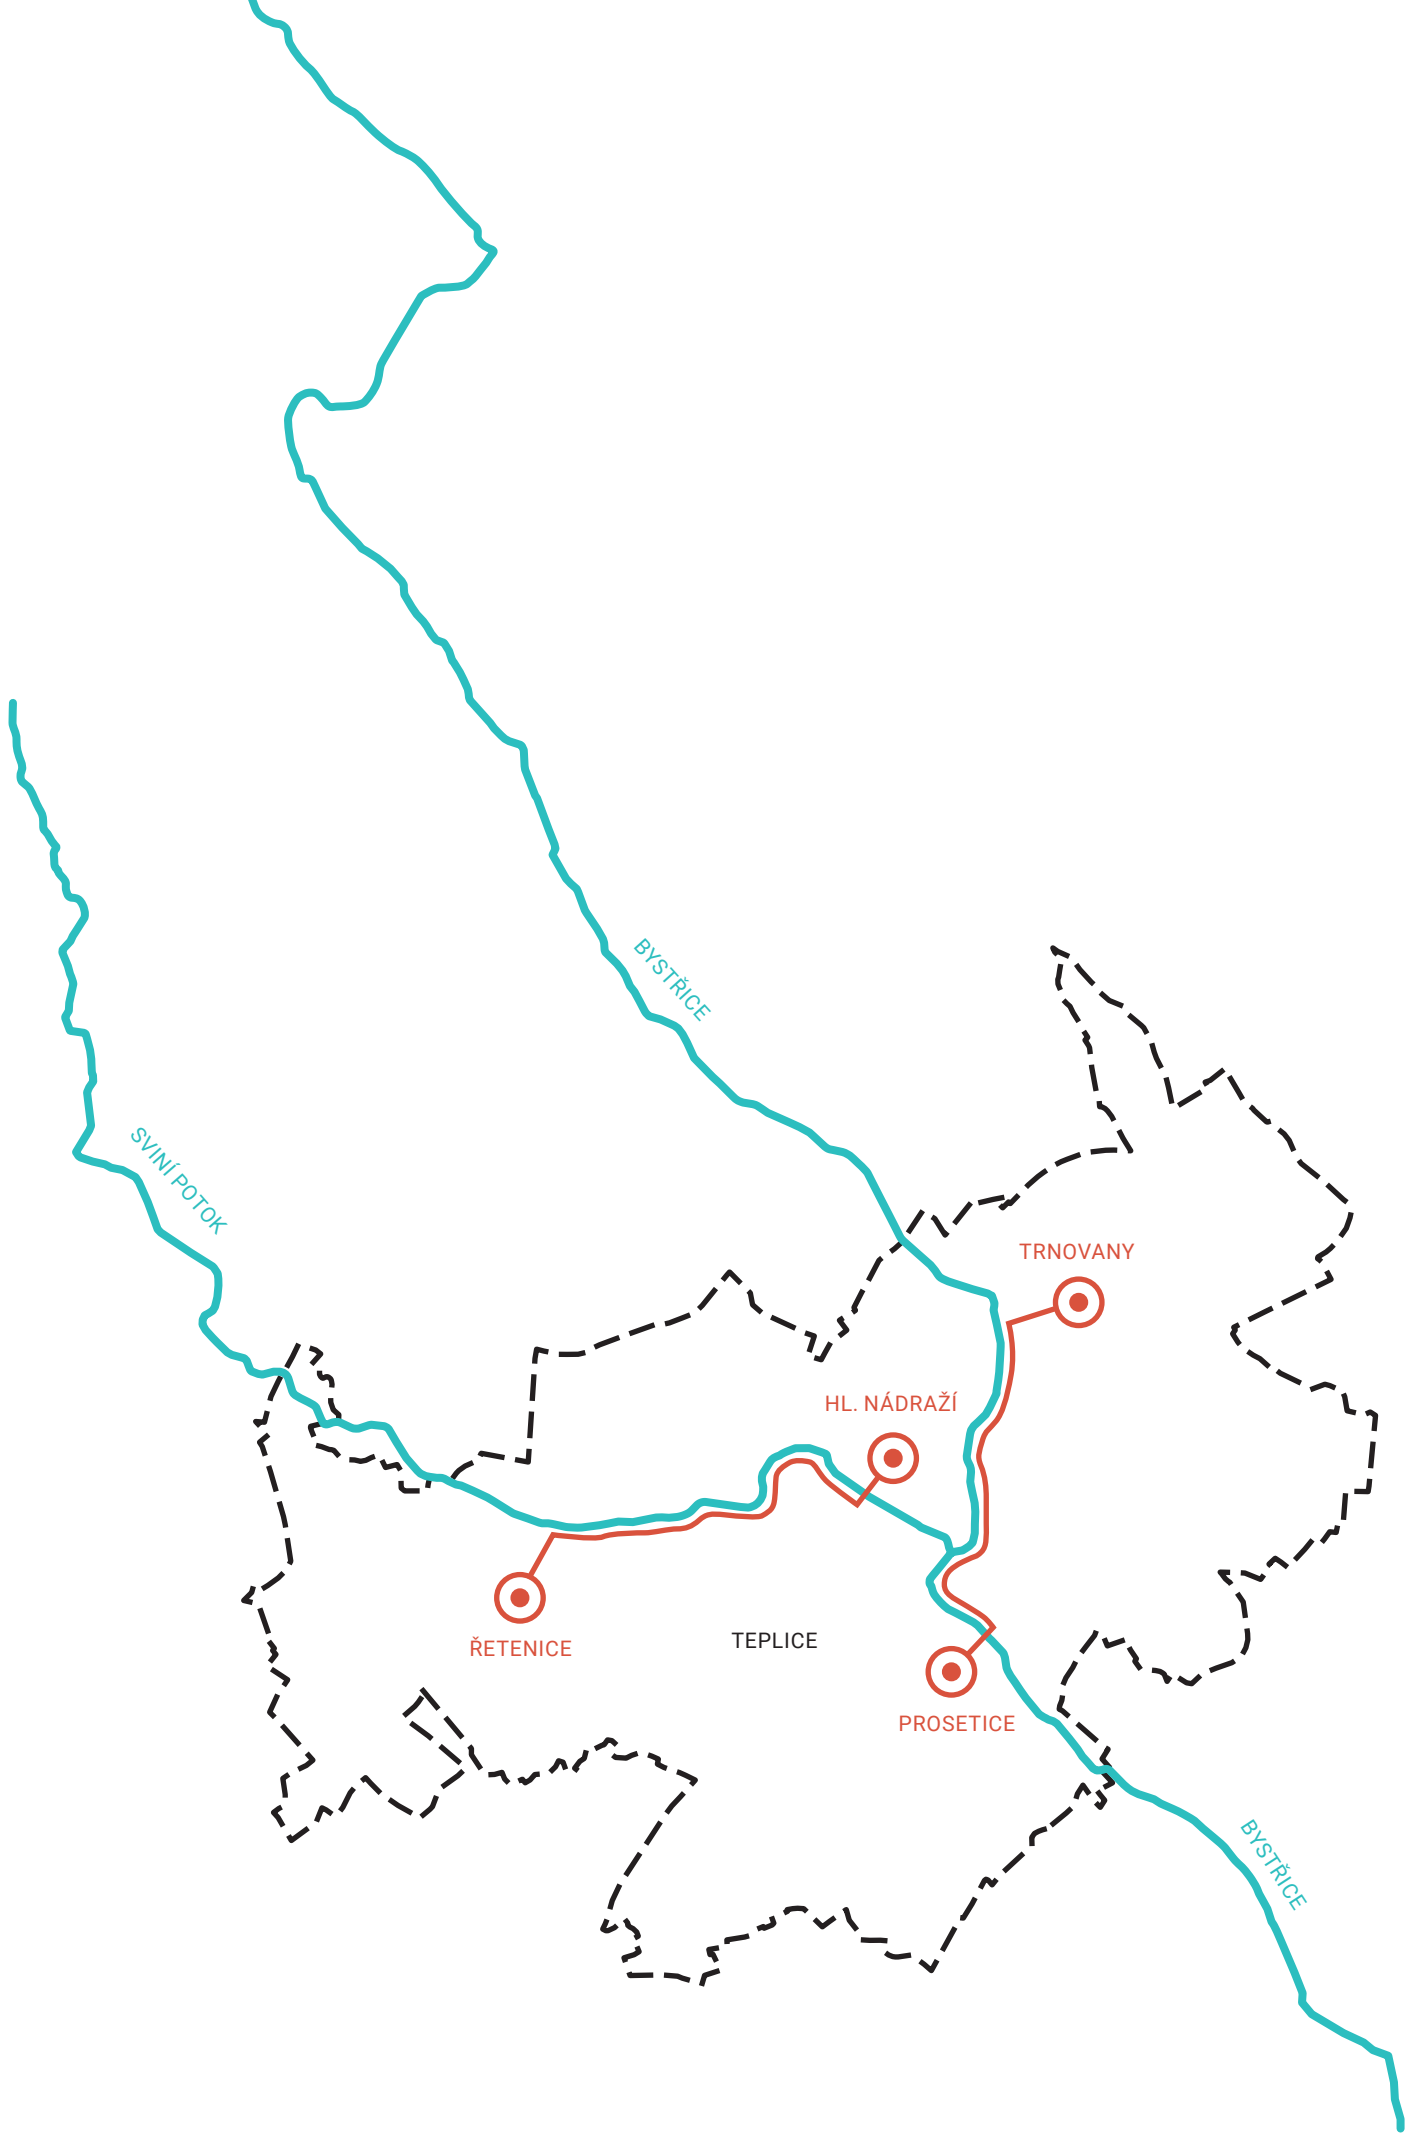 BYSTŘICE
SVINÍ POTOK
TRNOVANY
HL. NÁDRAŽÍ
ŘETENICE
TEPLICE
PROSETICE
BYSTŘICE